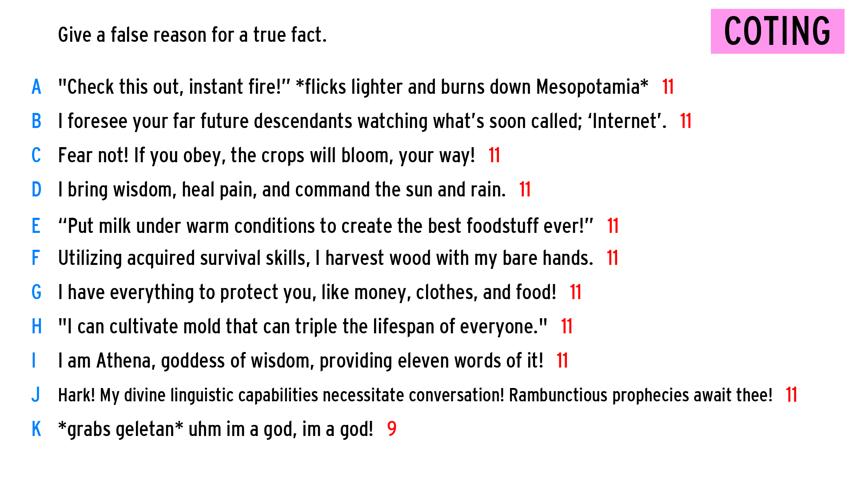 Give a false reason for a true fact.
COTING
A "Check this out, instant fire!” *flicks lighter and burns down Mesopotamia* 11
B I foresee your far future descendants watching what’s soon called; ‘Internet’. 11
C Fear not! If you obey, the crops will bloom, your way! 11
D I bring wisdom, heal pain, and command the sun and rain. 11
E “Put milk under warm conditions to create the best foodstuff ever!” 11
F Utilizing acquired survival skills, I harvest wood with my bare hands. 11
G I have everything to protect you, like money, clothes, and food! 11
H "I can cultivate mold that can triple the lifespan of everyone." 11
I I am Athena, goddess of wisdom, providing eleven words of it! 11
J Hark! My divine linguistic capabilities necessitate conversation! Rambunctious prophecies await thee! 11
K *grabs geletan* uhm im a god, im a god! 9